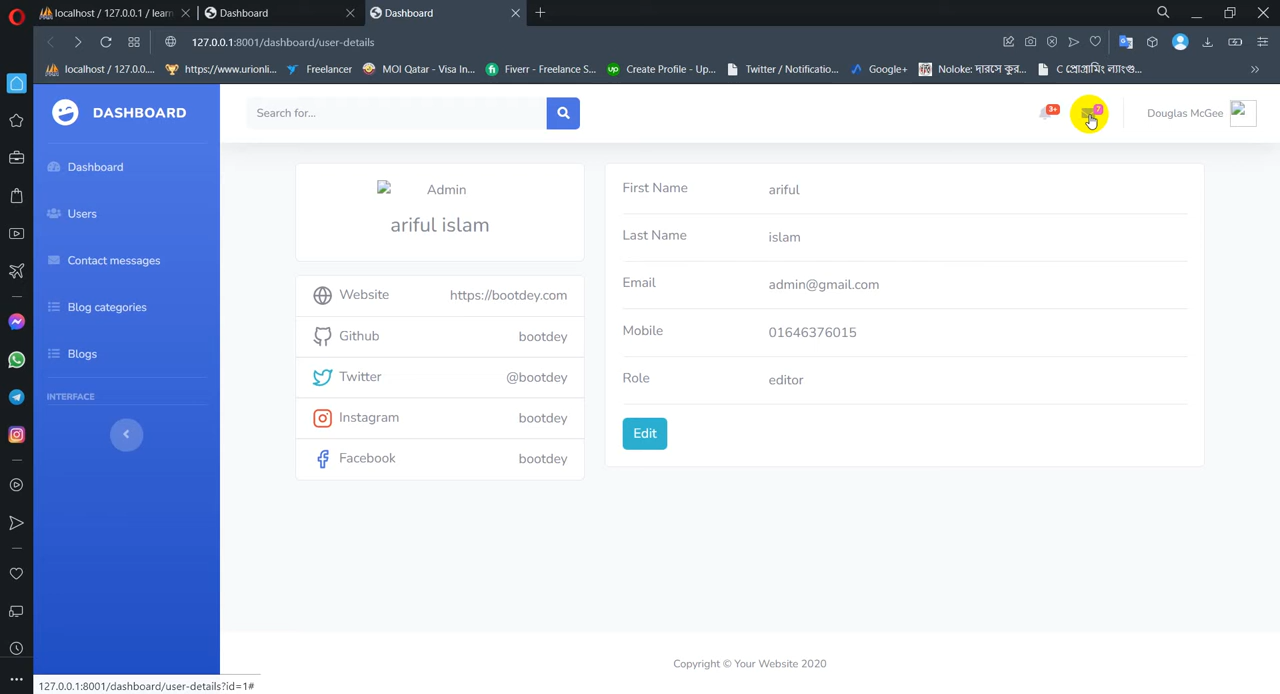 localhost / 127.0.0.1 / learn
Dashboard
Dashboard
127.0.0.1:8001/dashboard/user-details
localhost / 127.0.0....
https://www.urionli...
Freelancer
MOI Qatar - Visa In...
Fiverr - Freelance S...
Create Profile - Up...
Twitter / Notificatio...
Google+
Noloke: দারসে কুর...
C প্রোগ্রামিং ল্যাংগু...
DASHBOARD
Search for...
3+
7
Douglas McGee
Dashboard
Users
Contact messages
Blog categories
Blogs
INTERFACE
Admin
ariful islam
Website https://bootdey.com
Github bootdey
Twitter @bootdey
Instagram bootdey
Facebook bootdey
First Name ariful
Last Name islam
Email admin@gmail.com
Mobile 01646376015
Role editor
Edit
Copyright © Your Website 2020
127.0.0.1:8001/dashboard/user-details?id=1#